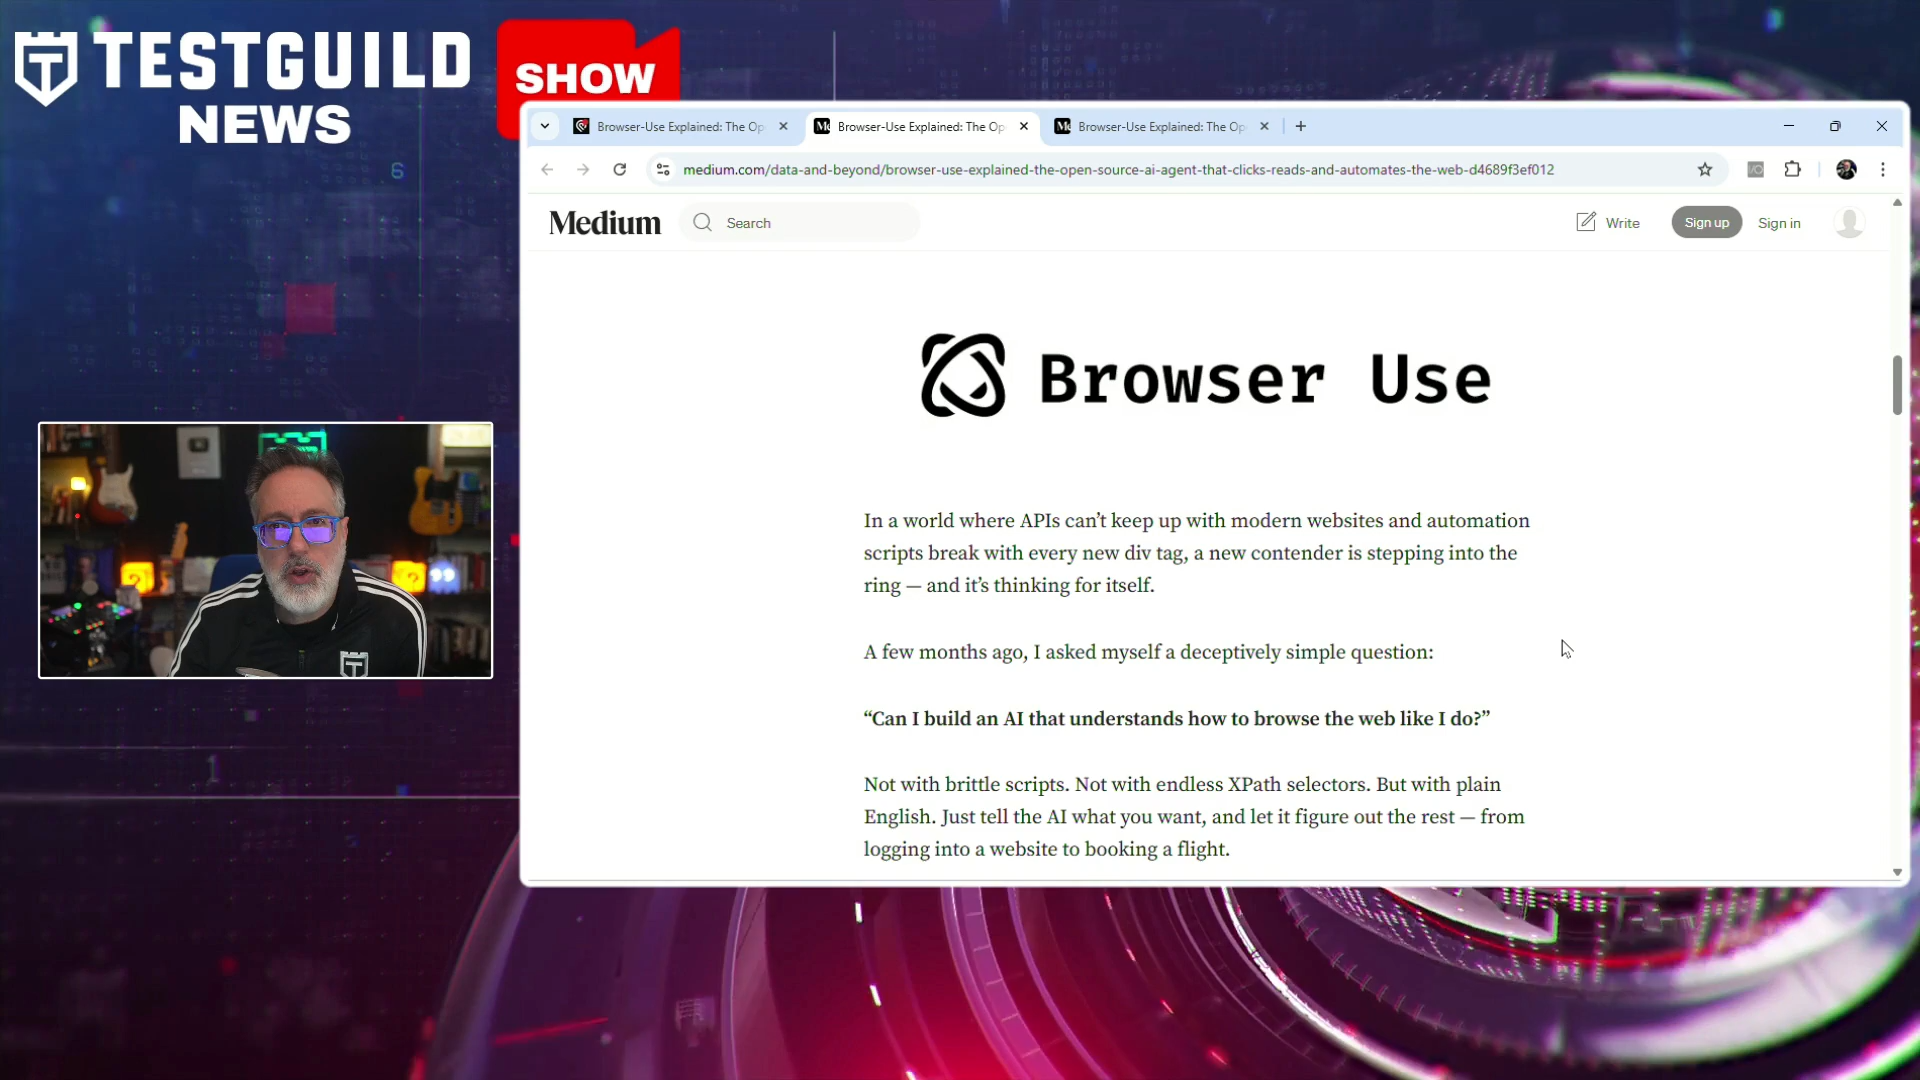 TESTGUILD
NEWS
SHOW
Browser-Use Explained: The Op
Browser-Use Explained: The Op
Browser-Use Explained: The Op
medium.com/data-and-beyond/browser-use-explained-the-open-source-ai-agent-that-clicks-reads-and-automates-the-web-d4689f3ef012
Medium
Search
Write
Sign up
Sign in
Browser Use
In a world where APIs can’t keep up with modern websites and automation
scripts break with every new div tag, a new contender is stepping into the
ring — and it’s thinking for itself.
A few months ago, I asked myself a deceptively simple question:
“Can I build an AI that understands how to browse the web like I do?”
Not with brittle scripts. Not with endless XPath selectors. But with plain
English. Just tell the AI what you want, and let it figure out the rest — from
logging into a website to booking a flight.
6
1